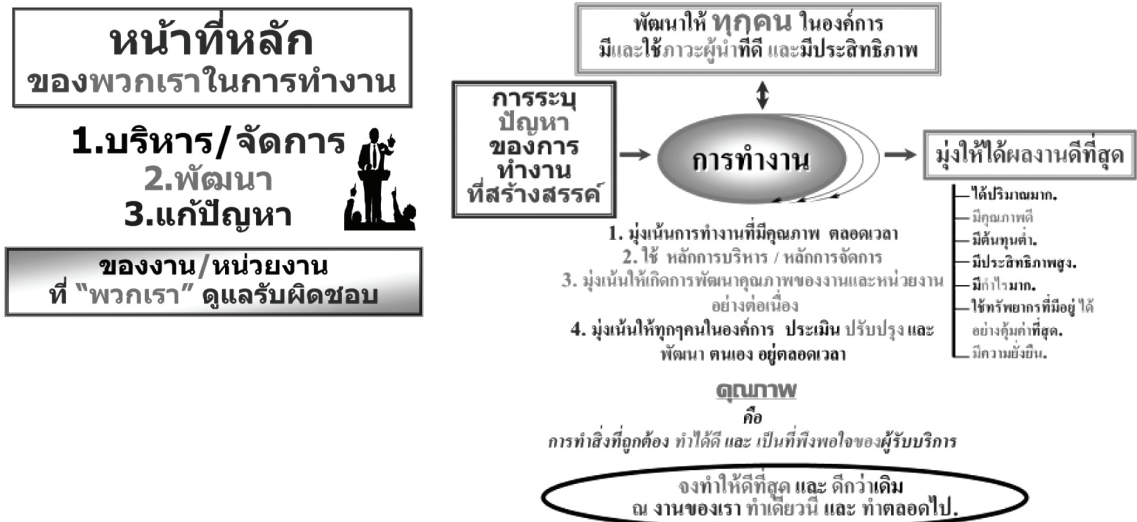 หน้าที่หลัก
ของพวกเราในการทำงาน
1.บริหาร/จัดการ
2.พัฒนา
3.แก้ปัญหา
ของงาน/หน่วยงาน
ที่ “พวกเรา” ดูแลรับผิดชอบ
พัฒนาให้ ทุกคน ในองค์การ
มีและใช้ภาวะผู้นำที่ดี และมีประสิทธิภาพ
การระบุ
ปัญหา
ของการ
ทำงาน
ที่สร้างสรรค์
การทำงาน
มุ่งให้ได้ผลงานดีที่สุด
ได้ปริมาณมาก.
มีคุณภาพดี
มีต้นทุนต่ำ.
มีประสิทธิภาพสูง.
มีกำไรมาก.
ใช้ทรัพยากรที่มีอยู่ ได้
อย่างคุ้มค่าที่สุด.
มีความยั่งยืน.
1. มุ่งเน้นการทำงานที่มีคุณภาพ ตลอดเวลา
2. ใช้ หลักการบริหาร / หลักการจัดการ
3. มุ่งเน้นให้เกิดการพัฒนาคุณภาพของงานและหน่วยงาน
อย่างต่อเนื่อง
4. มุ่งเน้นให้ทุกๆคนในองค์การ ประเมิน ปรับปรุง และ
พัฒนา ตนเอง อยู่ตลอดเวลา
คุณภาพ
คือ
การทำสิ่งที่ถูกต้อง ทำได้ดี และ เป็นที่พึงพอใจของผู้รับบริการ
จงทำให้ดีที่สุด และ ดีกว่าเดิม
ณ งานของเรา ทำเดี๋ยวนี้ และ ทำตลอดไป.